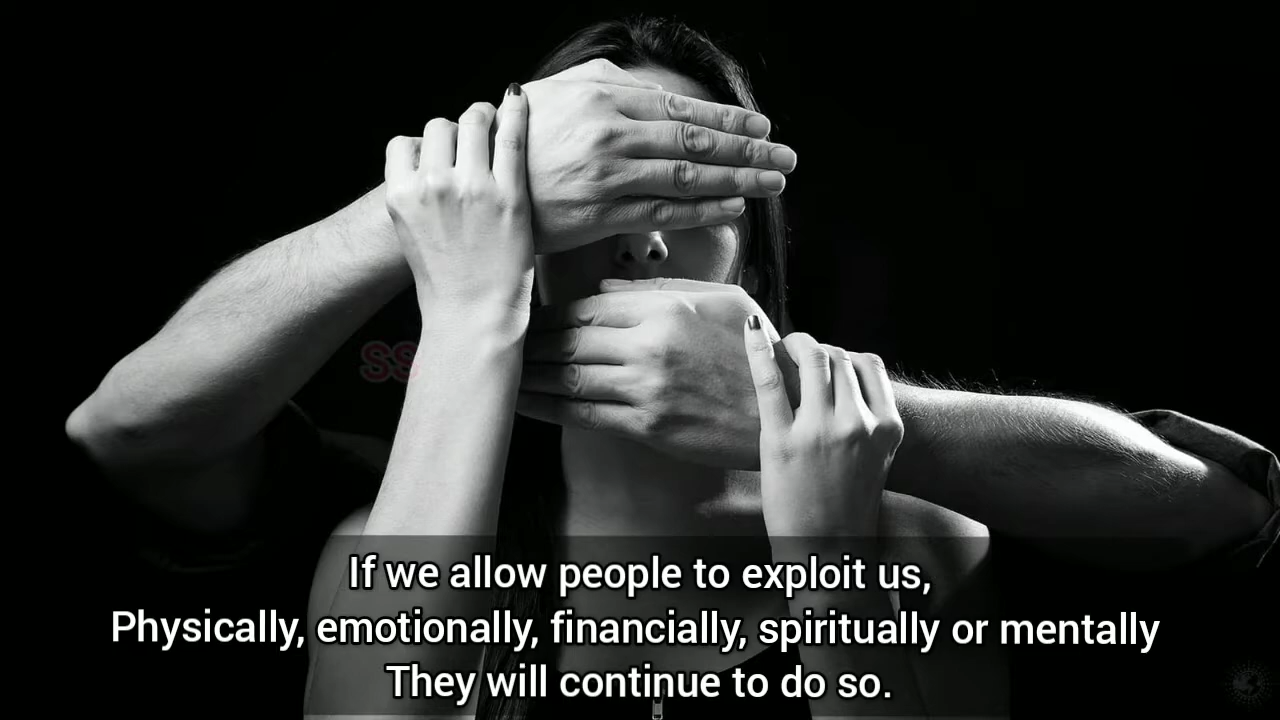 SS
If we allow people to exploit us,
Physically, emotionally, financially, spiritually or mentally
They will continue to do so.